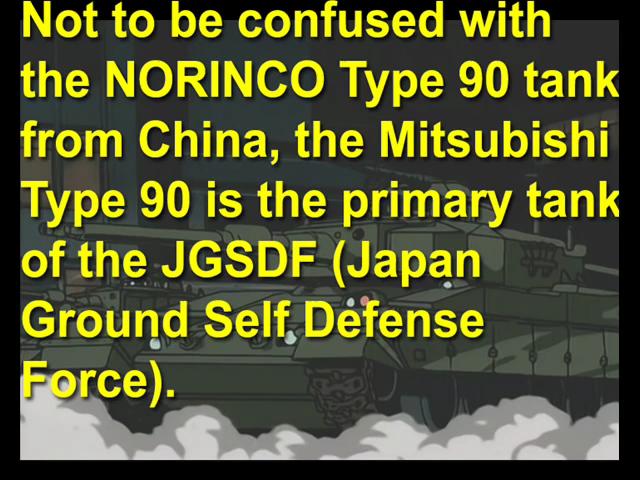 Not to be confused with
the NORINCO Type 90 tank
from China, the Mitsubishi
Type 90 is the primary tank
of the JGSDF (Japan
Ground Self Defense
Force).